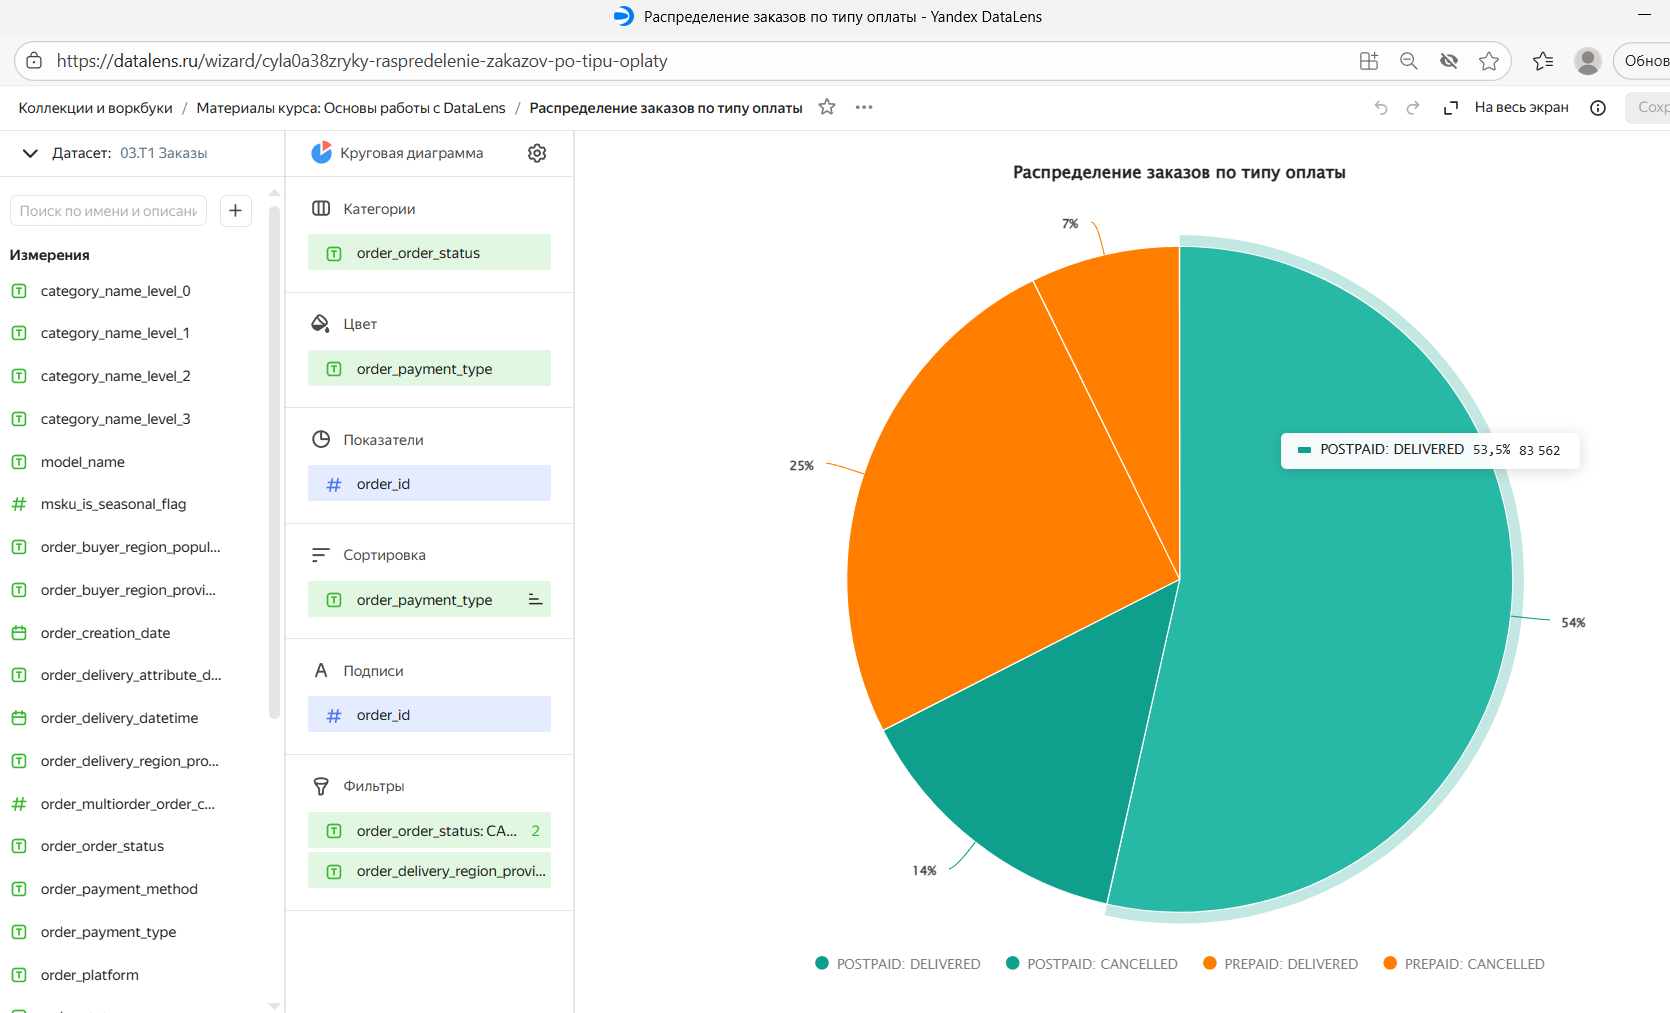 Распределение заказов по типу оплаты - Yandex DataLens
https://datalens.ru/wizard/cyla0a38zryky-raspredelenie-zakazov-po-tipu-oplaty
Обнов
Коллекции и воркбуки / Материалы курса: Основы работы с DataLens / Распределение заказов по типу оплаты
На весь экран
Сохр
Датасет: 03.Т1 Заказы
Поиск по имени и описани
Измерения
category_name_level_0
category_name_level_1
category_name_level_2
category_name_level_3
model_name
msku_is_seasonal_flag
order_buyer_region_popul...
order_buyer_region_provi...
order_creation_date
order_delivery_attribute_d...
order_delivery_datetime
order_delivery_region_pro...
order_multiorder_order_c...
order_order_status
order_payment_method
order_payment_type
order_platform
Круговая диаграмма
Категории
order_order_status
Цвет
order_payment_type
Показатели
order_id
Сортировка
order_payment_type
Подписи
order_id
Фильтры
order_order_status: CA... 2
order_delivery_region_provi...
Распределение заказов по типу оплаты
7%
25%
POSTPAID: DELIVERED 53,5% 83 562
54%
14%
POSTPAID: DELIVERED
POSTPAID: CANCELLED
PREPAID: DELIVERED
PREPAID: CANCELLED